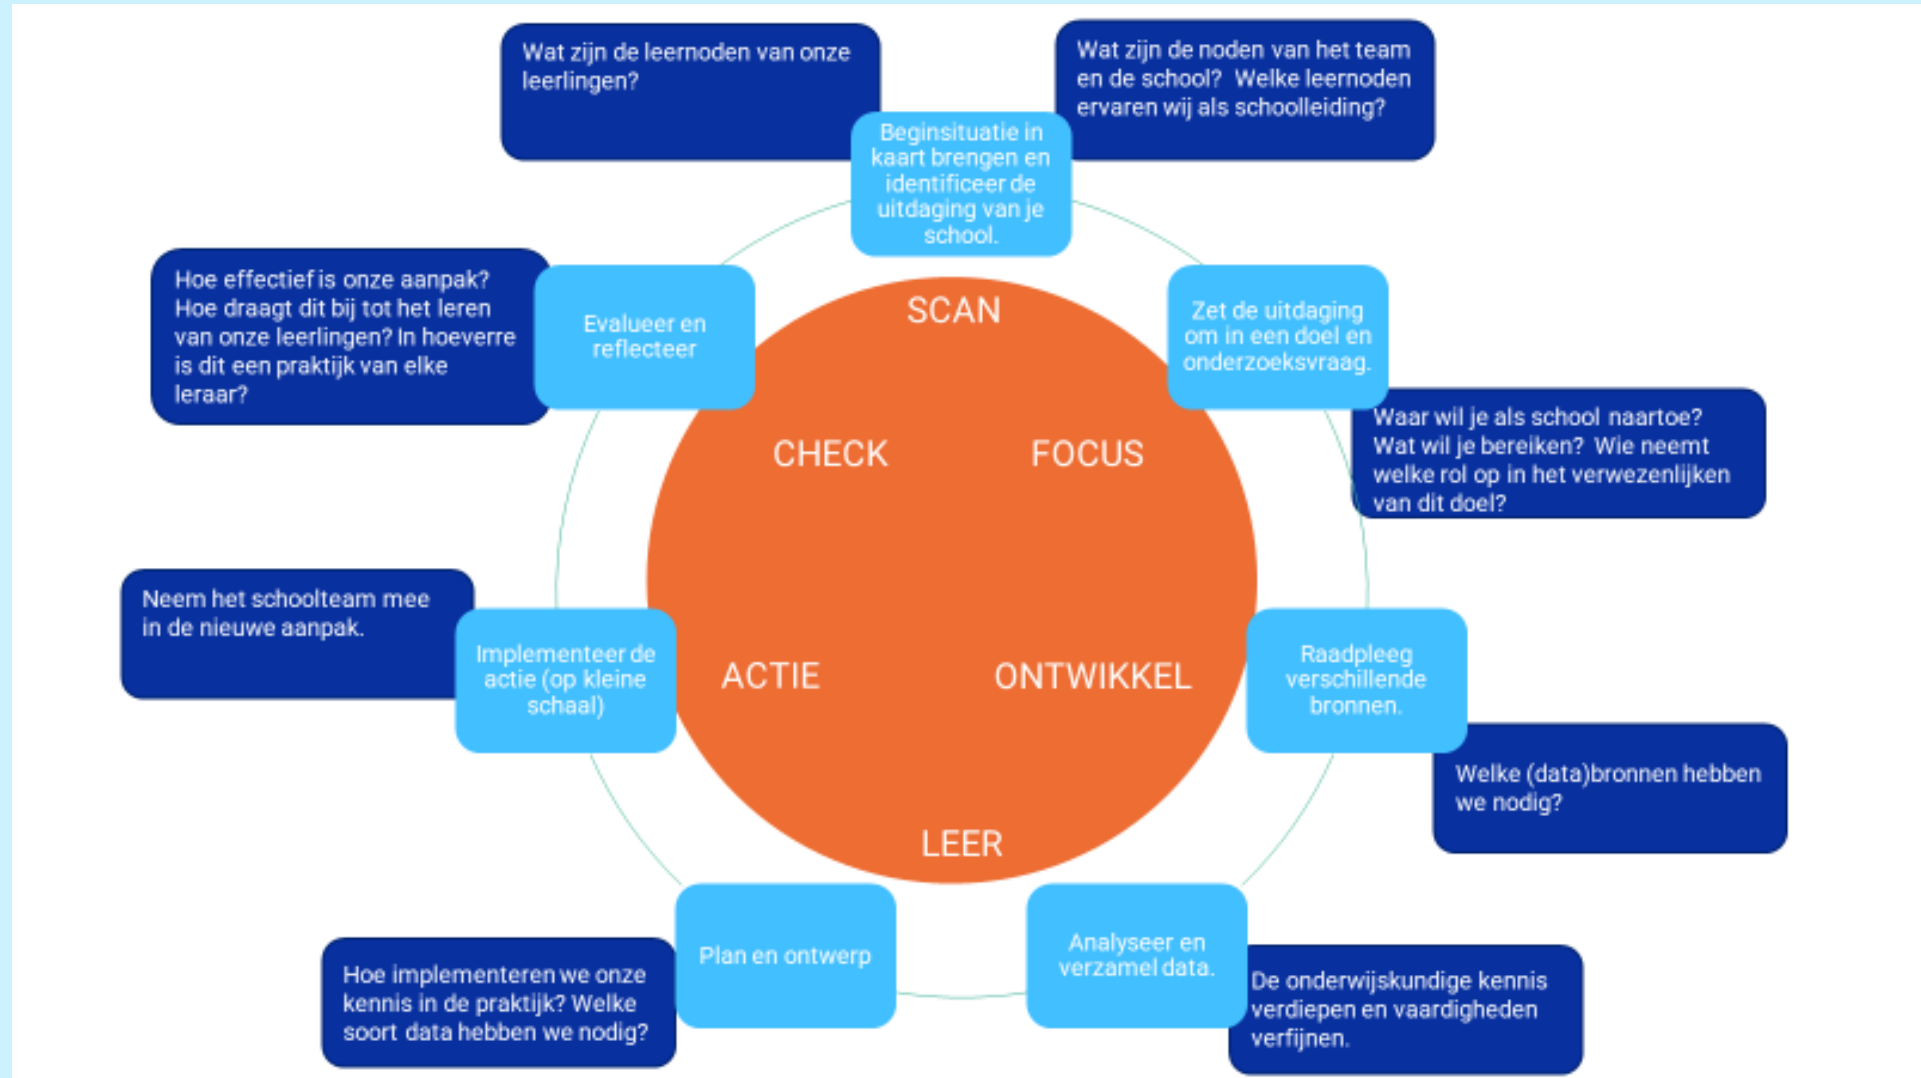 Wat zijn de leernoden van onze
leerlingen?
Wat zijn de noden van het team
en de school? Welke leernoden
ervaren wij als schoolleiding?
Beginsituatie in
kaart brengen en
identificeer de
uitdaging van je
school.
Hoe effectief is onze aanpak?
Hoe draagt dit bij tot het leren
van onze leerlingen? In hoeverre
is dit een praktijk van elke
leraar?
Evalueer en
reflecteer
SCAN
Zet de uitdaging
om in een doel en
onderzoeksvraag.
Waar wil je als school naartoe?
Wat wil je bereiken? Wie neemt
welke rol op in het verwezenlijken
van dit doel?
CHECK
FOCUS
Neem het schoolteam mee
in de nieuwe aanpak.
Implementeer de
actie (op kleine
schaal)
ACTIE
ONTWIKKEL
Raadpleeg
verschillende
bronnen.
Welke (data)bronnen hebben
we nodig?
LEER
Hoe implementeren we onze
kennis in de praktijk? Welke
soort data hebben we nodig?
Plan en ontwerp
Analyseer en
verzamel data.
De onderwijskundige kennis
verdiepen en vaardigheden
verfijnen.